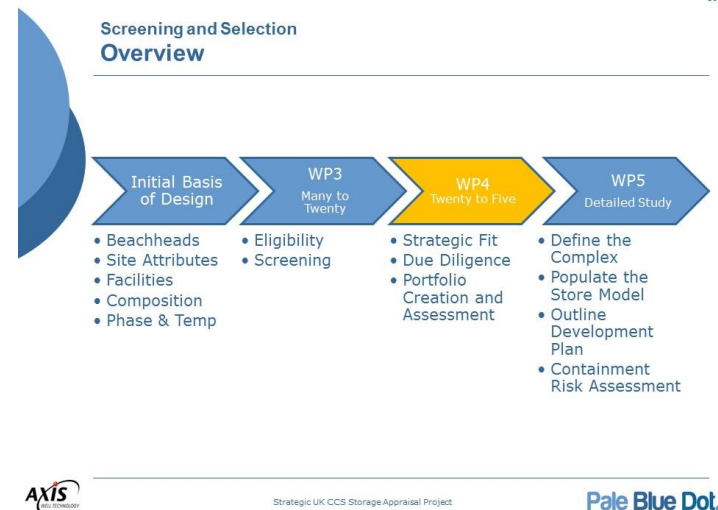 Screening and Selection
Overview
Initial Basis
of Design
WP3
Many to
Twenty
WP4
Twenty to Five
WP5
Detailed Study
• Beachheads
• Site Attributes
• Facilities
• Composition
• Phase & Temp
• Eligibility
• Screening
• Strategic Fit
• Due Diligence
• Portfolio
Creation and
Assessment
• Define the
Complex
• Populate the
Store Model
• Outline
Development
Plan
• Containment
Risk Assessment
AXIS
WELL TECHNOLOGY
Strategic UK CCS Storage Appraisal Project
Pale Blue Dot.